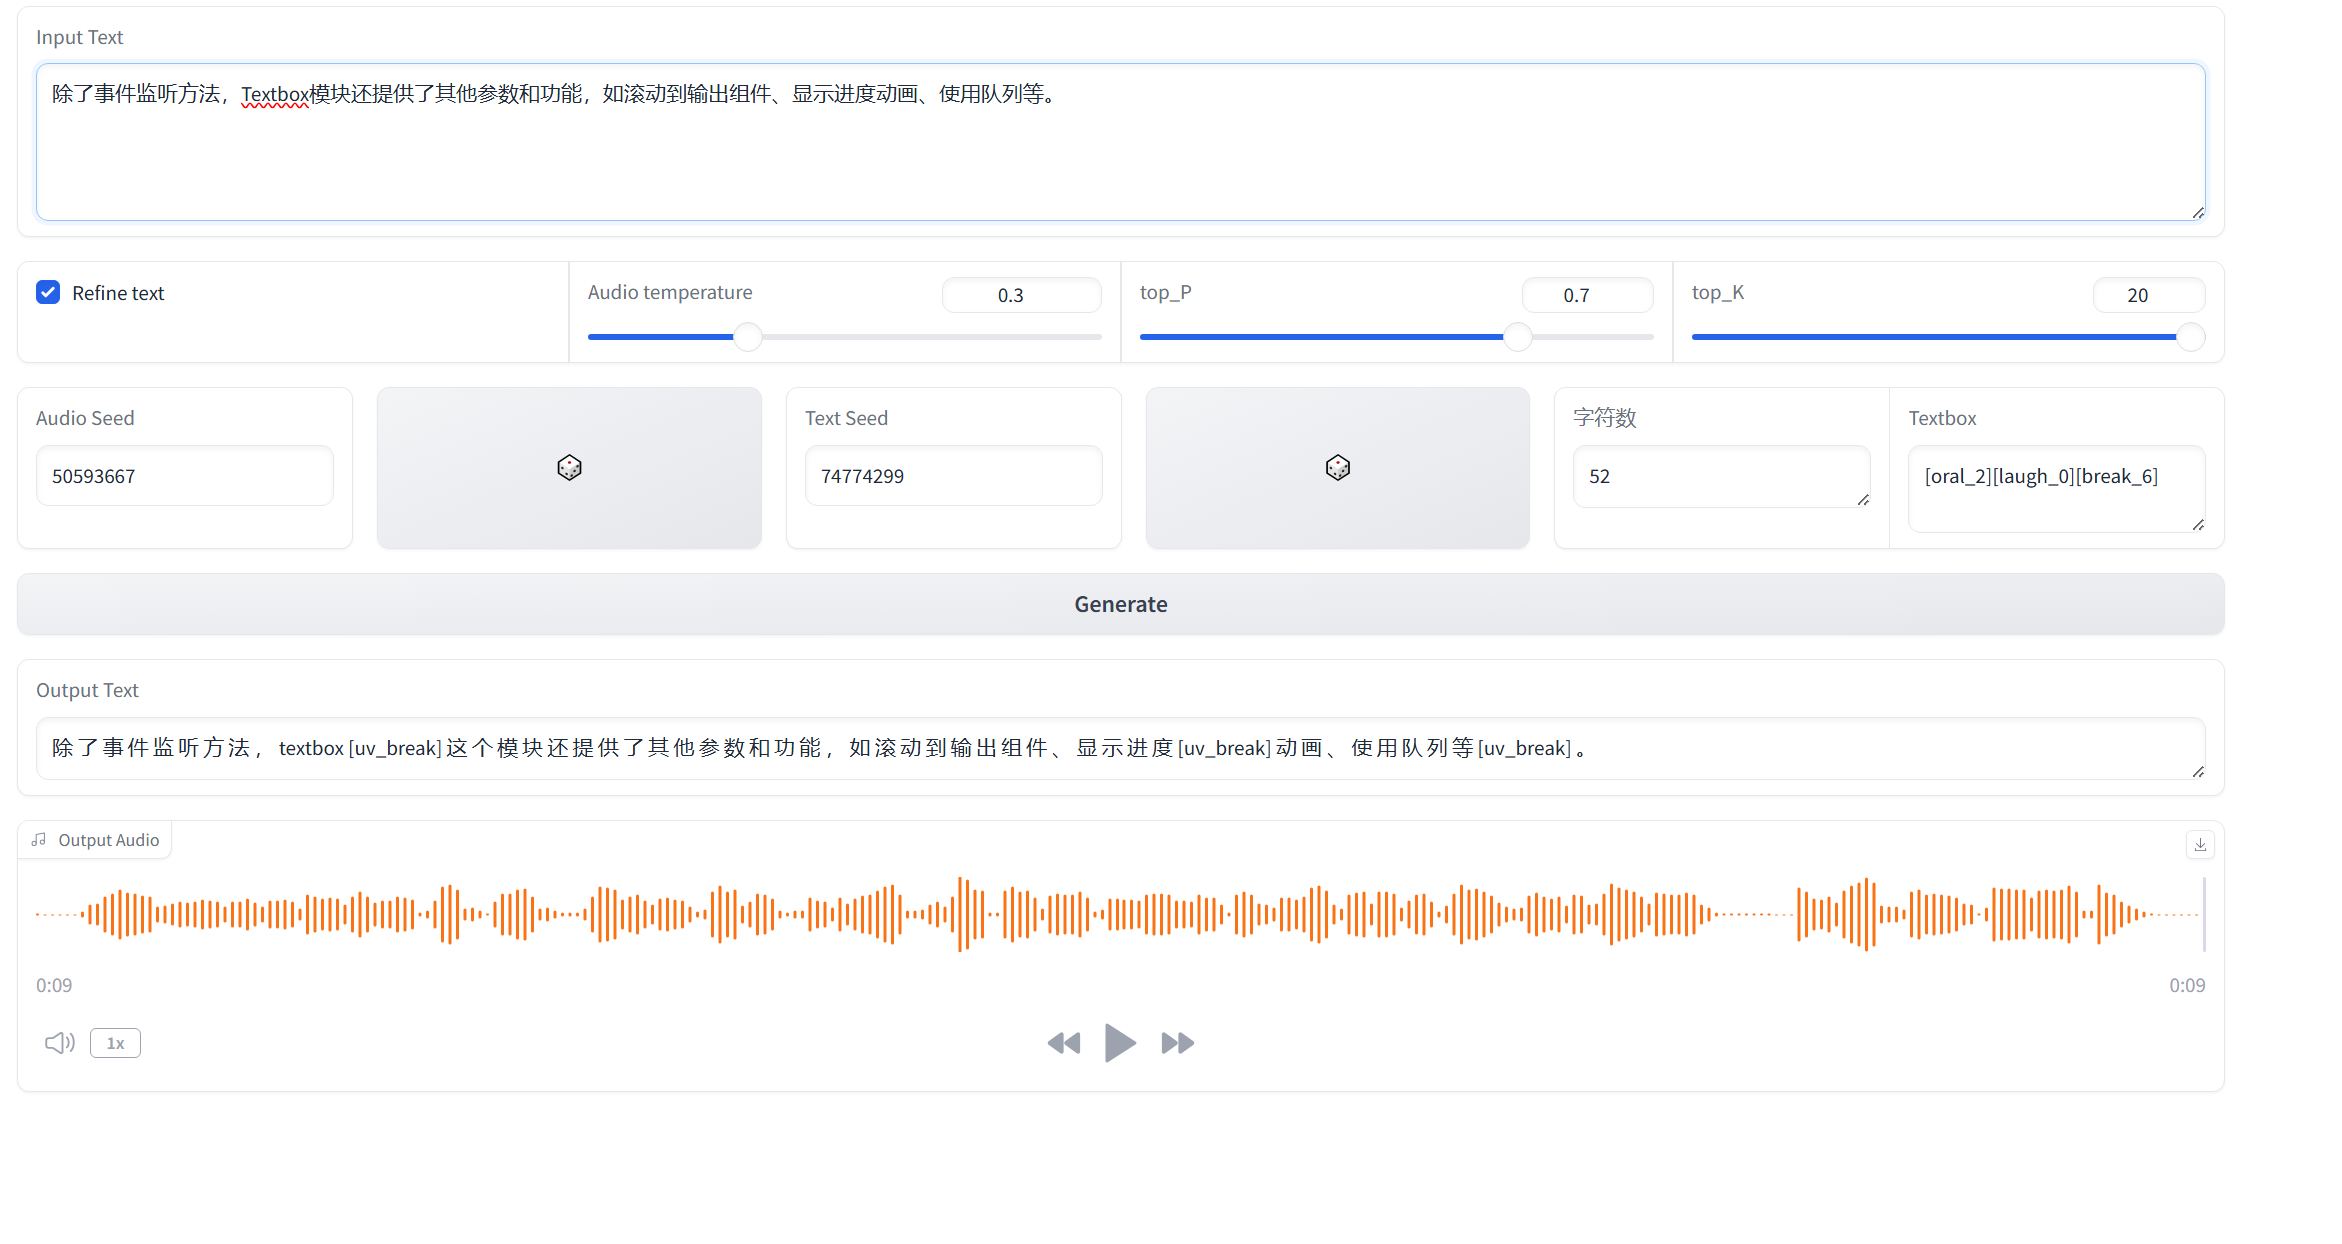 Input Text
除了事件监听方法，Textbox模块还提供了其他参数和功能，如滚动到输出组件、显示进度动画、使用队列等。
Refine text
Audio temperature
0.3
top_P
0.7
top_K
20
Audio Seed
50593667
Text Seed
74774299
字符数
52
Textbox
[oral_2][laugh_0][break_6]
Generate
Output Text
除 了 事 件 监 听 方 法 ， textbox [uv_break] 这 个 模 块 还 提 供 了 其 他 参 数 和 功 能 ， 如 滚 动 到 输 出 组 件 、 显 示 进 度 [uv_break] 动 画 、 使 用 队 列 等 [uv_break] 。
Output Audio
0:09
0:09
1x